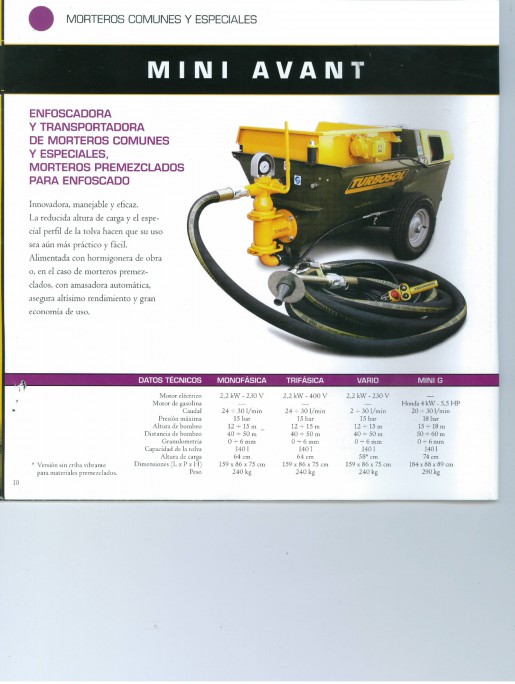 MORTEROS COMUNES Y ESPECIALES
MINI AVANT
ENFOSCADORA
Y TRANSPORTADORA
DE MORTEROS COMUNES
Y ESPECIALES,
MORTEROS PREMEZCLADOS
PARA ENFOSCADO
Innovadora, manejable y eficaz.
La reducida altura de carga y el espe-
cial perfil de la tolva hacen que su uso
sea aún más práctico y fácil.
Alimentada con hormigonera de obra
o, en el caso de morteros premez-
clados, con amasadora automática,
asegura altísimo rendimiento y gran
economía de uso.
TURBOSOL
DATOS TÉCNICOS MONOFÁSICA TRIFÁSICA VARIO MINI G
Motor eléctrico 2,2 kW - 230 V 2,2 kW - 400 V 2,2 kW - 230 V —
Motor de gasolina — — — Honda 4 kW - 5,5 HP
Caudal 24 ÷ 30 l/min 24 ÷ 30 l/min 2 ÷ 30 l/min 20 ÷ 30 l/min
Presión máxima 15 bar 15 bar 15 bar 18 bar
Altura de bombeo 12 ÷ 15 m 12 ÷ 15 m 12 ÷ 15 m 15 ÷ 18 m
Distancia de bombeo 40 ÷ 50 m 40 ÷ 50 m 40 ÷ 50 m 50 ÷ 60 m
Granulometría 0 ÷ 6 mm 0 ÷ 6 mm 0 ÷ 6 mm 0 ÷ 6 mm
Capacidad de la tolva 140 l 140 l 140 l 140 l
Altura de carga 64 cm 64 cm 58* cm 74 cm
Dimensiones (L x P x H) 159 x 86 x 75 cm 159 x 86 x 75 cm 159 x 86 x 75 cm 184 x 88 x 89 cm
Peso 240 kg 240 kg 240 kg 290 kg
* Versión sin criba vibrante
para materiales premezclados.
10